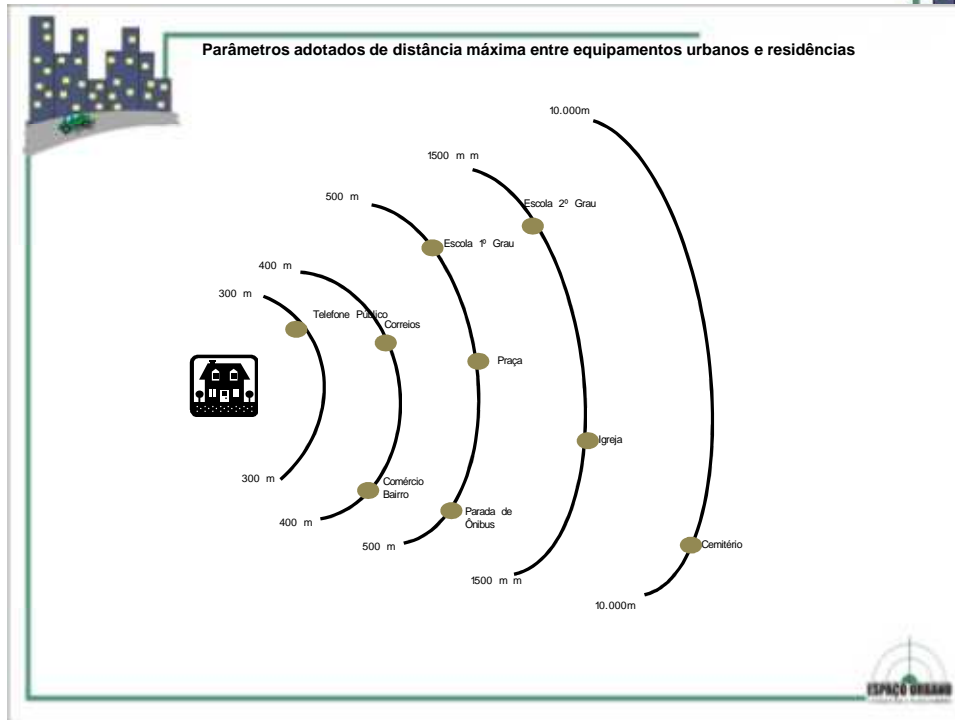 Parâmetros adotados de distância máxima entre equipamentos urbanos e residências
10.000m
1500 m m
Escola 2º Grau
500 m
Escola 1º Grau
400 m
300 m
Telefone Público
Correios
Praça
Igreja
300 m
Comércio
Bairro
400 m
Parada de
Ônibus
500 m
Cemitério
1500 m m
10.000m
ESPAÇO URBANO